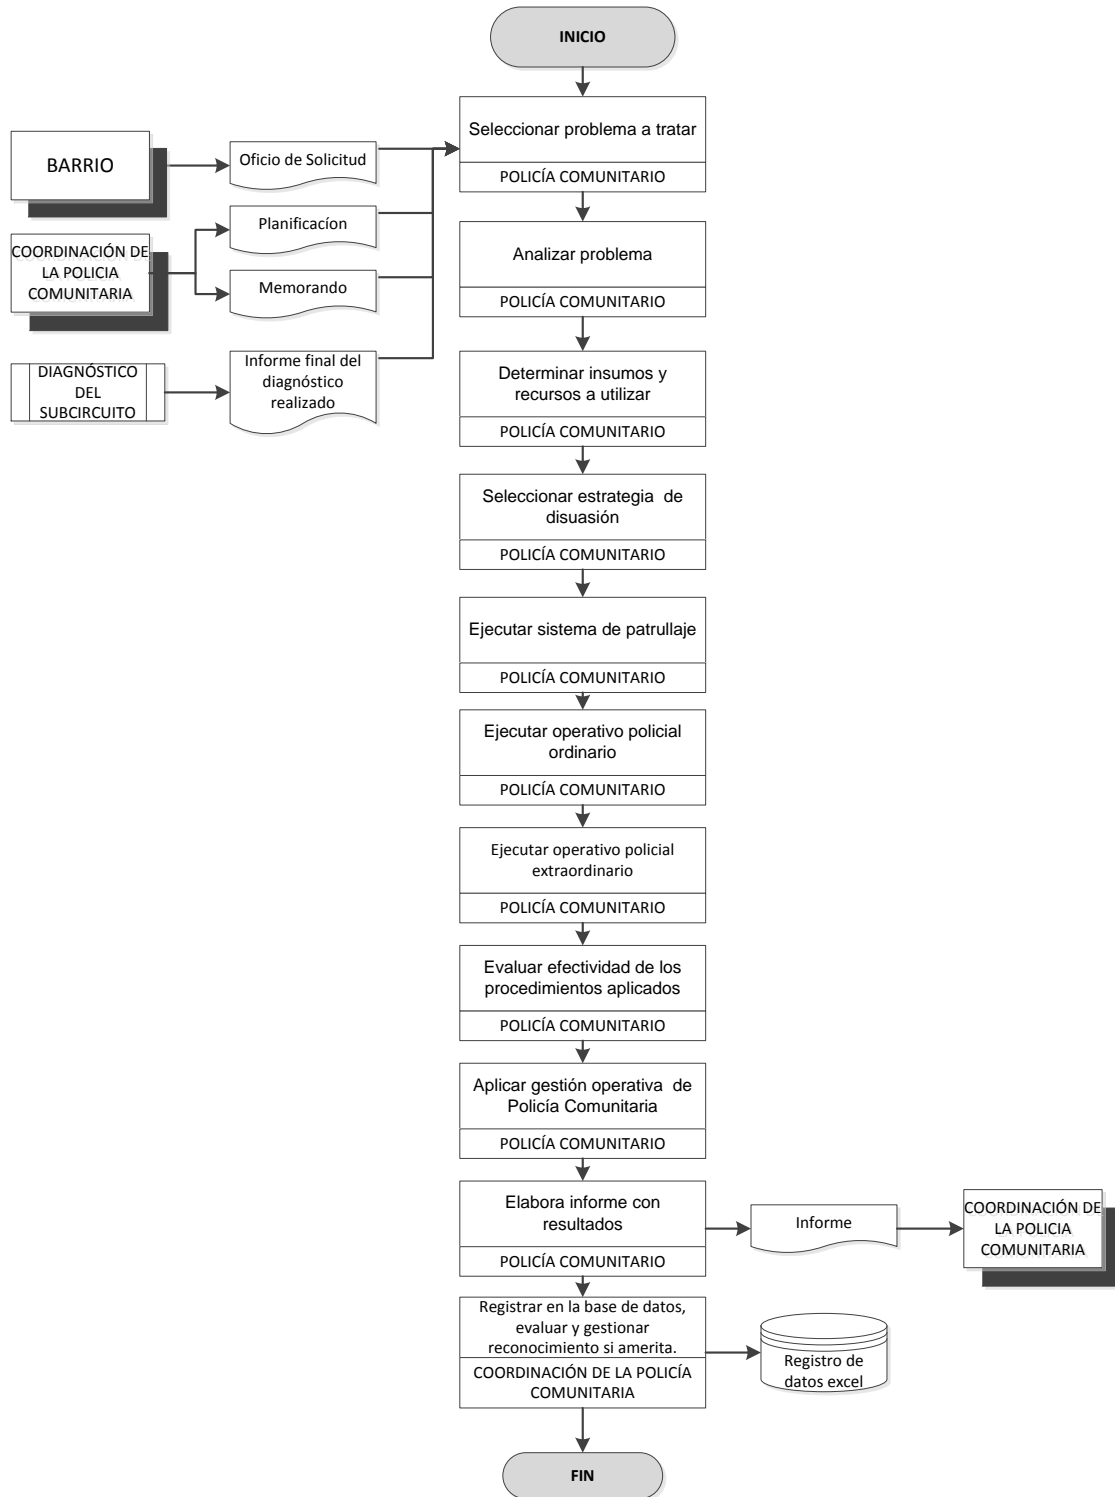 INICIO
Seleccionar problema a tratar
POLICÍA COMUNITARIO
BARRIO
Oficio de Solicitud
COORDINACIÓN DE
LA POLICIA
COMUNITARIA
Planificacíon
Memorando
DIAGNÓSTICO
DEL
SUBCIRCUITO
Informe final del
diagnóstico
realizado
Analizar problema
POLICÍA COMUNITARIO
Determinar insumos y
recursos a utilizar
POLICÍA COMUNITARIO
Seleccionar estrategia de
disuasión
POLICÍA COMUNITARIO
Ejecutar sistema de patrullaje
POLICÍA COMUNITARIO
Ejecutar operativo policial
ordinario
POLICÍA COMUNITARIO
Ejecutar operativo policial
extraordinario
POLICÍA COMUNITARIO
Evaluar efectividad de los
procedimientos aplicados
POLICÍA COMUNITARIO
Aplicar gestión operativa de
Policía Comunitaria
POLICÍA COMUNITARIO
Elabora informe con
resultados
POLICÍA COMUNITARIO
Informe
COORDINACIÓN DE
LA POLICIA
COMUNITARIA
Registrar en la base de datos,
evaluar y gestionar
reconocimiento si amerita.
COORDINACIÓN DE LA POLICÍA
COMUNITARIA
Registro de
datos excel
FIN